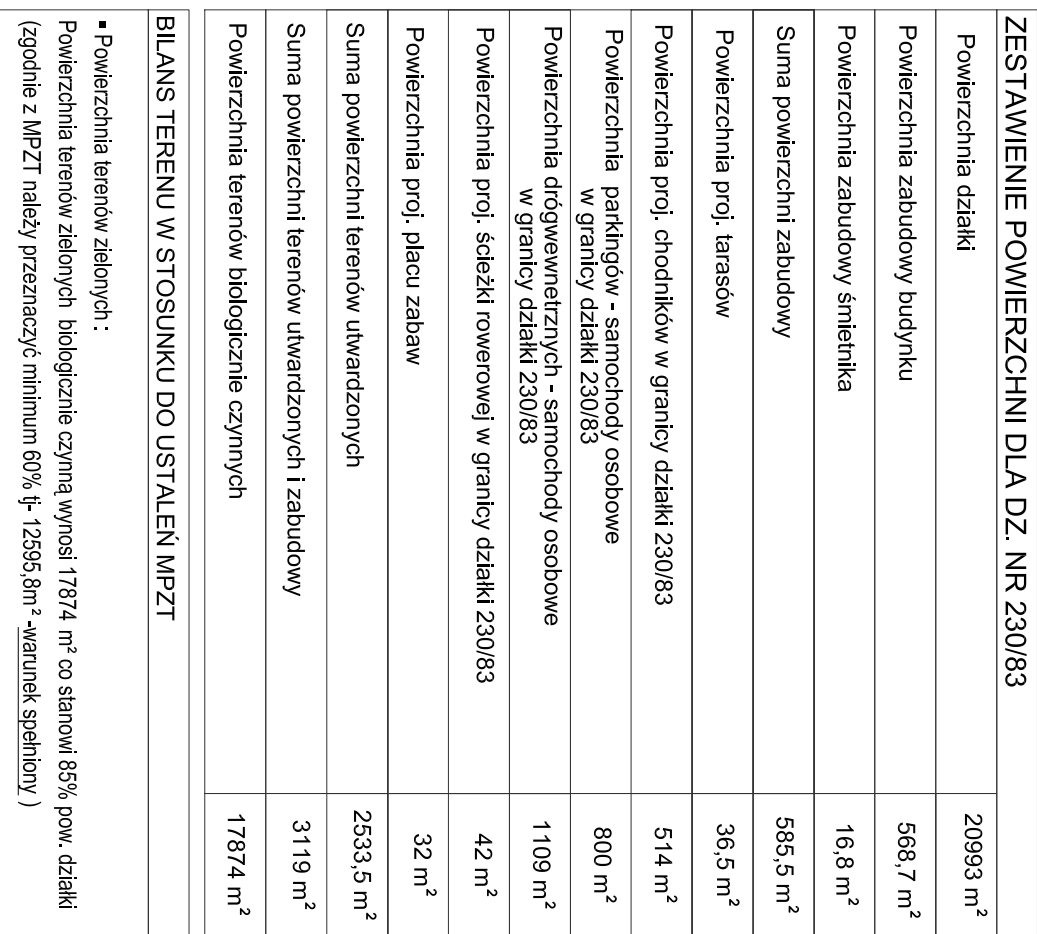 ZESTAWIENIE POWIERZCHNI DLA DZ. NR 230/83
Powierzchnia działki 20993 m²
Powierzchnia zabudowy budynku 568,7 m²
Powierzchnia zabudowy śmietnika 16,8 m²
Suma powierzchni zabudowy 585,5 m²
Powierzchnia proj. tarasów 36,5 m²
Powierzchnia proj. chodników w granicy działki 230/83 514 m²
Powierzchnia parkingów - samochody osobowe
w granicy działki 230/83 800 m²
Powierzchnia drógwewnetrznych - samochody osobowe
w granicy działki 230/83 1109 m²
Powierzchnia proj. ścieżki rowerowej w granicy działki 230/83 42 m²
Powierzchnia proj. placu zabaw 32 m²
Suma powierzchni terenów utwardzonych 2533,5 m²
Suma powierzchni terenów utwardzonych i zabudowy 3119 m²
Powierzchnia terenów biologicznie czynnych 17874 m²
BILANS TERENU W STOSUNKU DO USTALEŃ MPZT
▪ Powierzchnia terenów zielonych :
Powierzchnia terenów zielonych biologicznie czynną wynosi 17874 m² co stanowi 85% pow. działki
(zgodnie z MPZT należy przeznaczyć minimum 60% tj- 12595,8m² -warunek spełniony )